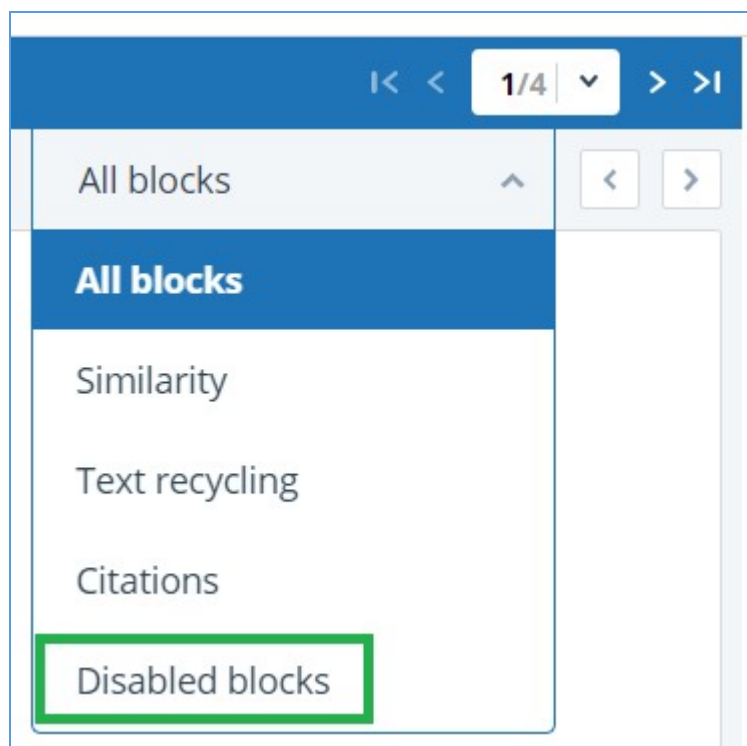 1/4
All blocks
All blocks
Similarity
Text recycling
Citations
Disabled blocks